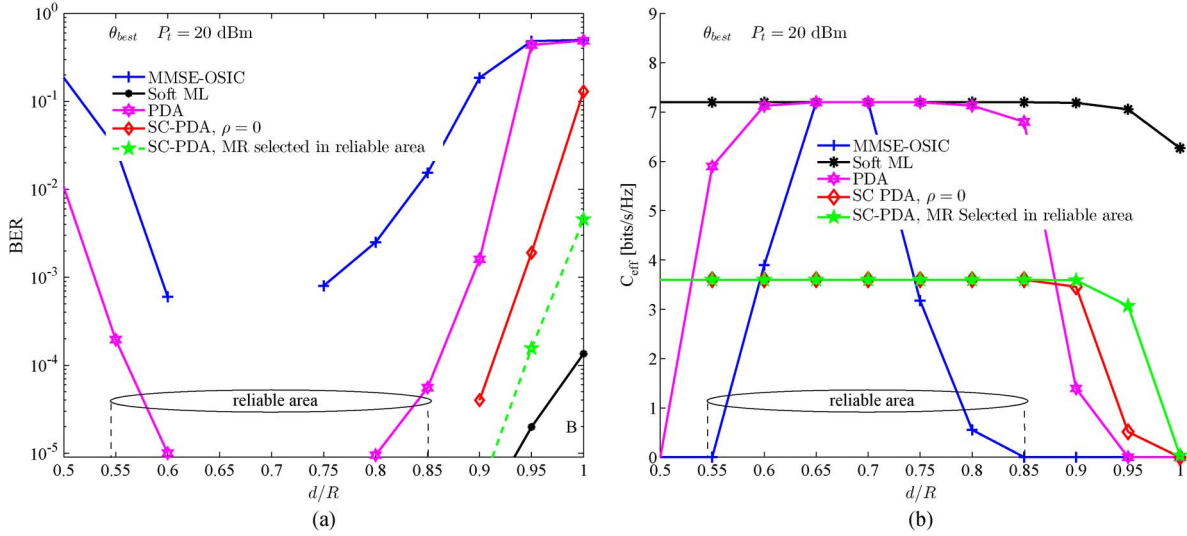 θ_best P_t = 20 dBm
MMSE-OSIC
Soft ML
PDA
SC-PDA, ρ = 0
SC-PDA, MR selected in reliable area
reliable area
B
BER
10^0
10^-1
10^-2
10^-3
10^-4
10^-5
0.5 0.55 0.6 0.65 0.7 0.75 0.8 0.85 0.9 0.95 1
d/R
(a)
θ_best P_t = 20 dBm
MMSE-OSIC
Soft ML
PDA
SC PDA, ρ = 0
SC-PDA, MR Selected in reliable area
reliable area
C_eff [bits/s/Hz]
9
8
7
6
5
4
3
2
1
0
0.5 0.55 0.6 0.65 0.7 0.75 0.8 0.85 0.9 0.95 1
d/R
(b)